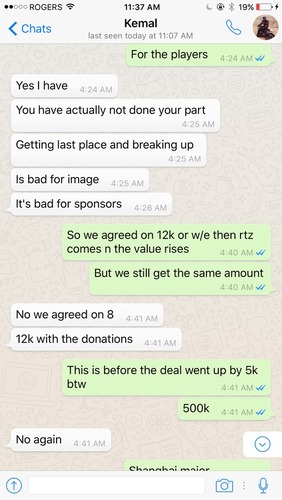 ROGERS 11:37 AM 19%
Chats
Kemal
last seen today at 11:07 AM
For the players
4:24 AM
Yes I have
4:24 AM
You have actually not done your part
4:25 AM
Getting last place and breaking up
4:25 AM
Is bad for image
4:25 AM
It's bad for sponsors
4:26 AM
So we agreed on 12k or w/e then rtz
comes n the value rises
4:40 AM
But we still get the same amount
4:40 AM
No we agreed on 8
4:41 AM
12k with the donations
4:41 AM
This is before the deal went up by 5k
btw
4:41 AM
500k
4:41 AM
No again
4:41 AM
Shanghai major